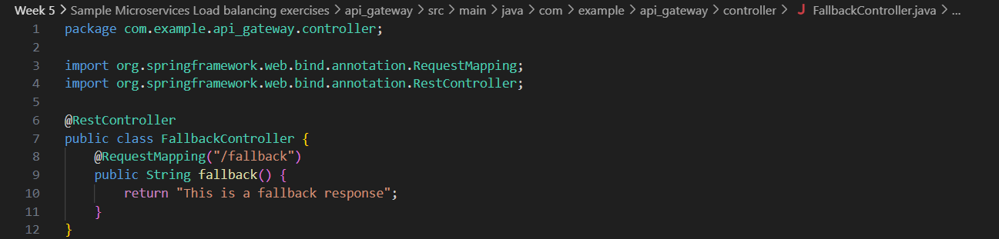 Week 5 > Sample Microservices Load balancing exercises > api_gateway > src > main > java > com > example > api_gateway > controller > J FallbackController.java > ...
1 package com.example.api_gateway.controller;
2
3 import org.springframework.web.bind.annotation.RequestMapping;
4 import org.springframework.web.bind.annotation.RestController;
5
6 @RestController
7 public class FallbackController {
8     @RequestMapping("/fallback")
9     public String fallback() {
10         return "This is a fallback response";
11     }
12 }